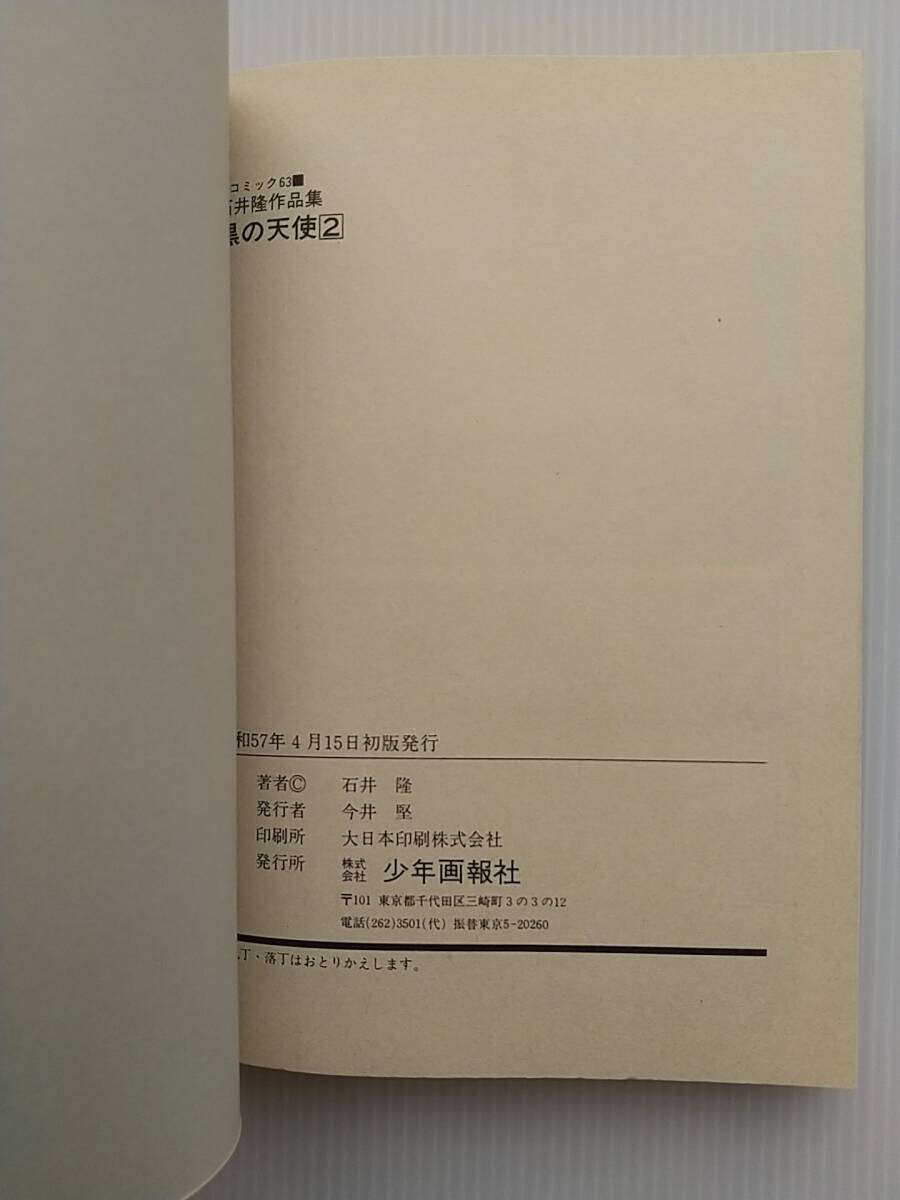 コミック63■
石井隆作品集
黒の天使2
和57年4月15日初版発行
著者© 石井 隆
発行者 今井 堅
印刷所 大日本印刷株式会社
発行所 株式会社 少年画報社
〒101 東京都千代田区三崎町3の3の12
電話(262)3501(代) 振替東京5-20260
丁・落丁はおとりかえします。